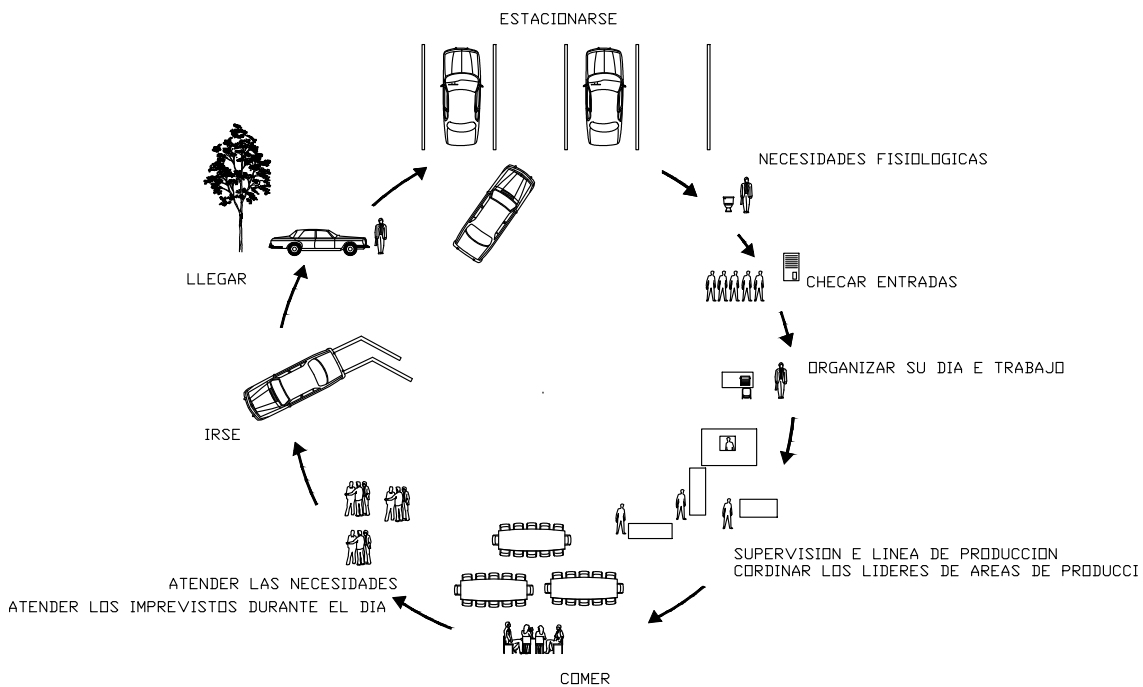 ESTACIONARSE
NECESIDADES FISIOLOGICAS
LLEGAR
CHECAR ENTRADAS
ORGANIZAR SU DIA E TRABAJO
IRSE
SUPERVISION E LINEA DE PRODUCCION
CORDINAR LOS LIDERES DE AREAS DE PRODUCCI
ATENDER LAS NECESIDADES
ATENDER LOS IMPREVISTOS DURANTE EL DIA
COMER